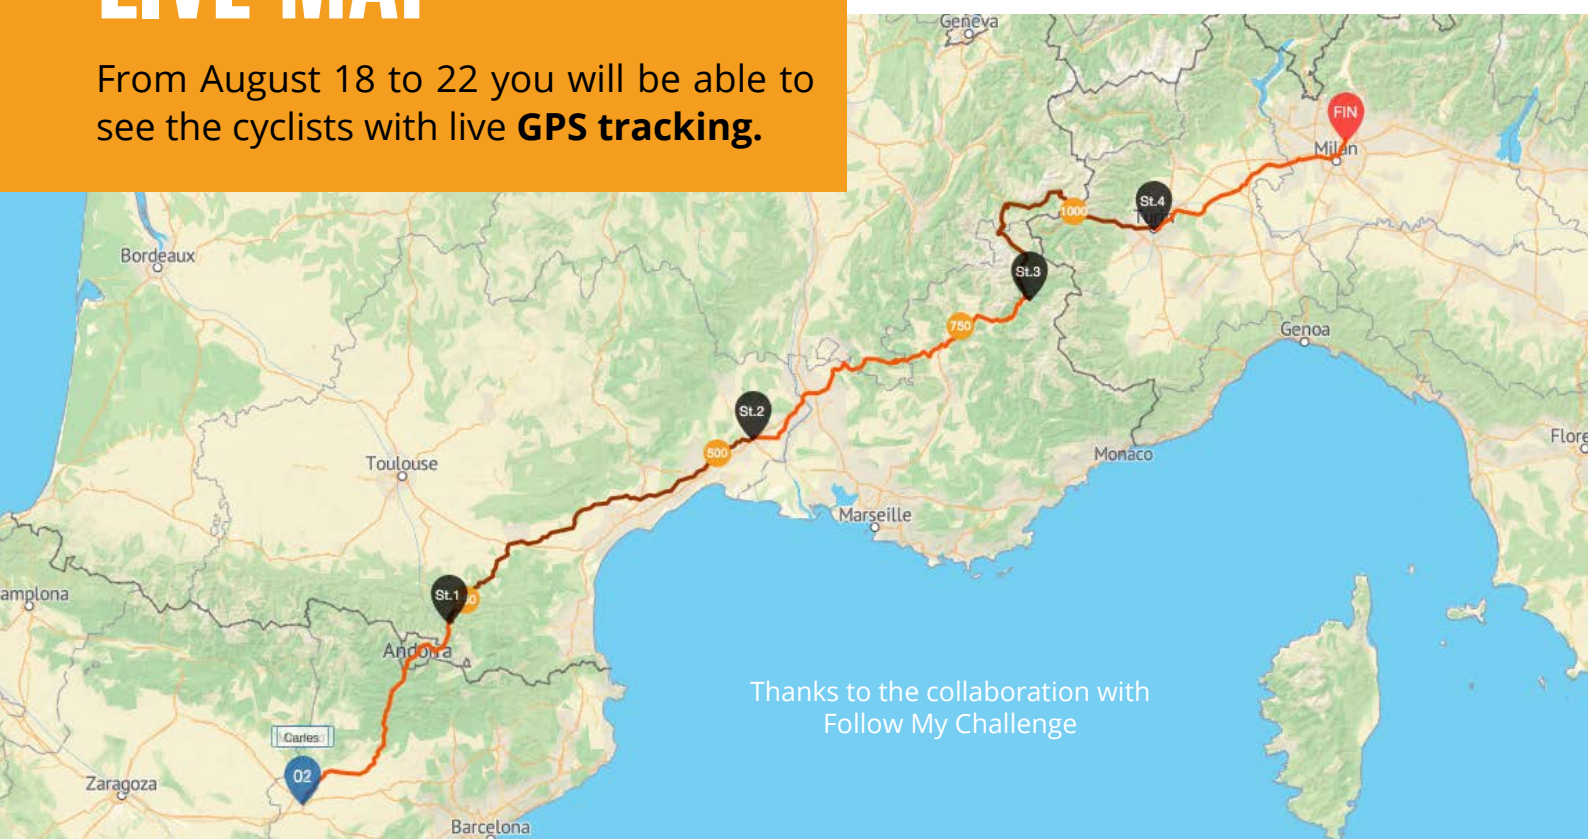 LIVE MAP
From August 18 to 22 you will be able to
see the cyclists with live GPS tracking.
Geneva
FIN
Milan
St.4
1000
Bordeaux
St.3
750
Genoa
St.2
500
Toulouse
Monaco
Flore
Marseille
St.1
amplona
Andorra
Thanks to the collaboration with
Follow My Challenge
Carles
02
Zaragoza
Barcelona